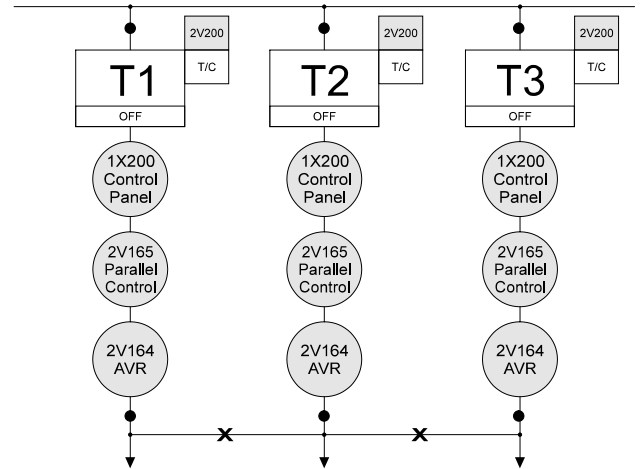 2V200
2V200
2V200
T1
T/C
T2
T/C
T3
T/C
OFF
OFF
OFF
1X200
Control
Panel
1X200
Control
Panel
1X200
Control
Panel
2V165
Parallel
Control
2V165
Parallel
Control
2V165
Parallel
Control
2V164
AVR
2V164
AVR
2V164
AVR
X
X